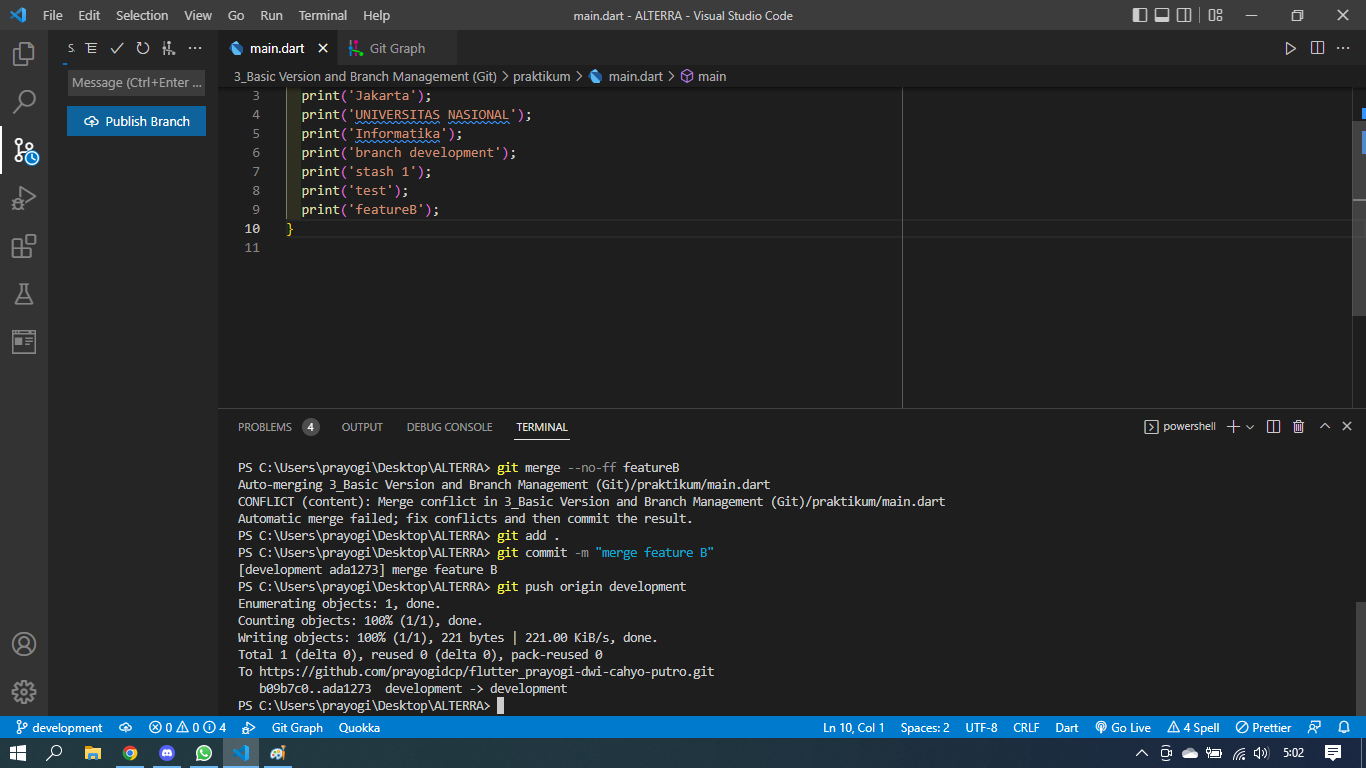 File Edit Selection View Go Run Terminal Help
main.dart - ALTERRA - Visual Studio Code
S.
main.dart
Git Graph
3_Basic Version and Branch Management (Git) > praktikum > main.dart > main
Message (Ctrl+Enter ...
Publish Branch
3 print('Jakarta');
4 print('UNIVERSITAS NASIONAL');
5 print('Informatika');
6 print('branch development');
7 print('stash 1');
8 print('test');
9 print('featureB');
10 }
11
PROBLEMS 4 OUTPUT DEBUG CONSOLE TERMINAL
powershell
PS C:\Users\prayogi\Desktop\ALTERRA> git merge --no-ff featureB
Auto-merging 3_Basic Version and Branch Management (Git)/praktikum/main.dart
CONFLICT (content): Merge conflict in 3_Basic Version and Branch Management (Git)/praktikum/main.dart
Automatic merge failed; fix conflicts and then commit the result.
PS C:\Users\prayogi\Desktop\ALTERRA> git add .
PS C:\Users\prayogi\Desktop\ALTERRA> git commit -m "merge feature B"
[development ada1273] merge feature B
PS C:\Users\prayogi\Desktop\ALTERRA> git push origin development
Enumerating objects: 1, done.
Counting objects: 100% (1/1), done.
Writing objects: 100% (1/1), 221 bytes | 221.00 KiB/s, done.
Total 1 (delta 0), reused 0 (delta 0), pack-reused 0
To https://github.com/prayogidcp/flutter_prayogi-dwi-cahyo-putro.git
b09b7c0..ada1273 development -> development
PS C:\Users\prayogi\Desktop\ALTERRA>
development 0 0 4 Git Graph Quokka
Ln 10, Col 1 Spaces: 2 UTF-8 CRLF Dart Go Live 4 Spell Prettier
5:02